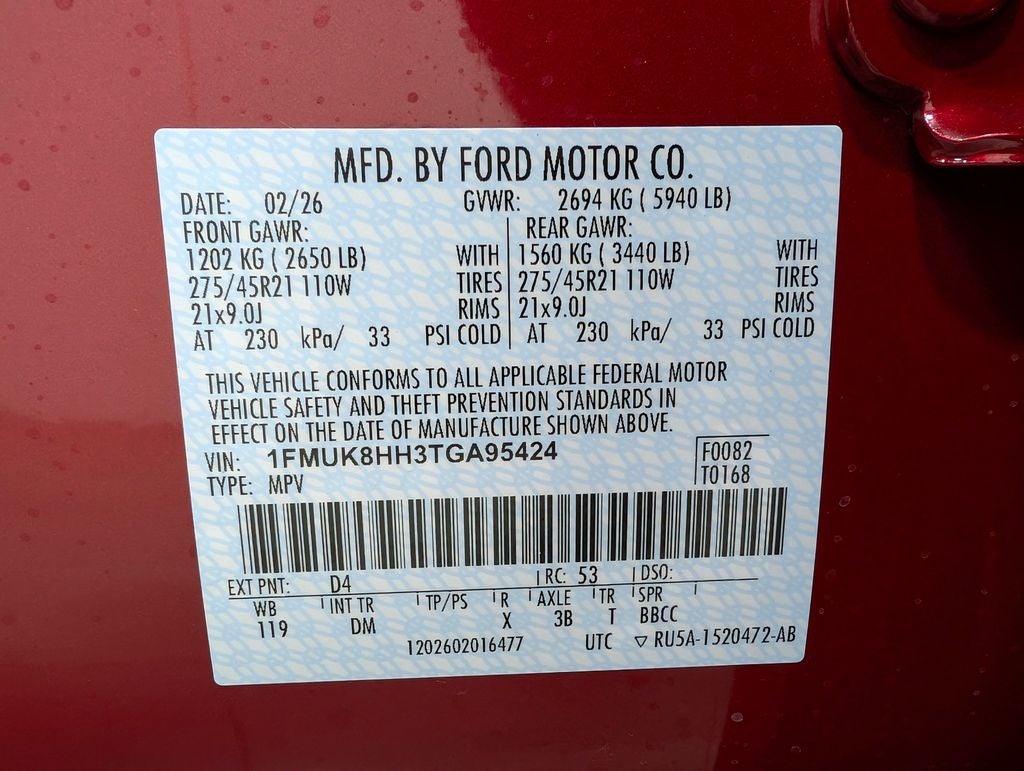 MFD. BY FORD MOTOR CO.
DATE: 02/26 GVWR: 2694 KG ( 5940 LB)
FRONT GAWR: REAR GAWR:
1202 KG ( 2650 LB) WITH 1560 KG ( 3440 LB) WITH
275/45R21 110W TIRES 275/45R21 110W TIRES
21x9.0J RIMS 21x9.0J RIMS
AT 230 kPa/ 33 PSI COLD AT 230 kPa/ 33 PSI COLD
THIS VEHICLE CONFORMS TO ALL APPLICABLE FEDERAL MOTOR
VEHICLE SAFETY AND THEFT PREVENTION STANDARDS IN
EFFECT ON THE DATE OF MANUFACTURE SHOWN ABOVE.
VIN: 1FMUK8HH3TGA95424 F0082
TYPE: MPV T0168
EXT PNT: D4 RC: 53 DSO:
WB INT TR TP/PS R AXLE TR SPR
119 DM X 3B T BBCC
1202602016477 UTC ▽ RU5A-1520472-AB